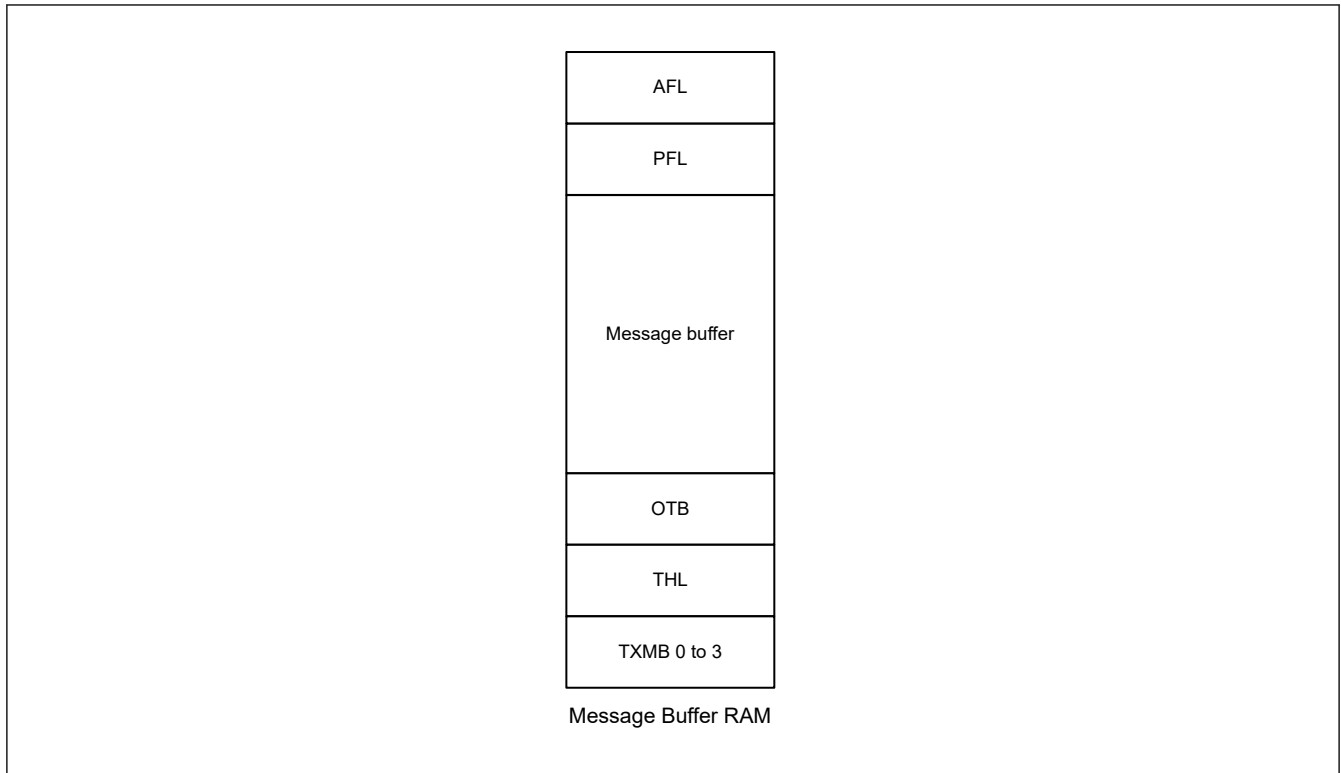 AFL
PFL
Message buffer
OTB
THL
TXMB 0 to 3
Message Buffer RAM